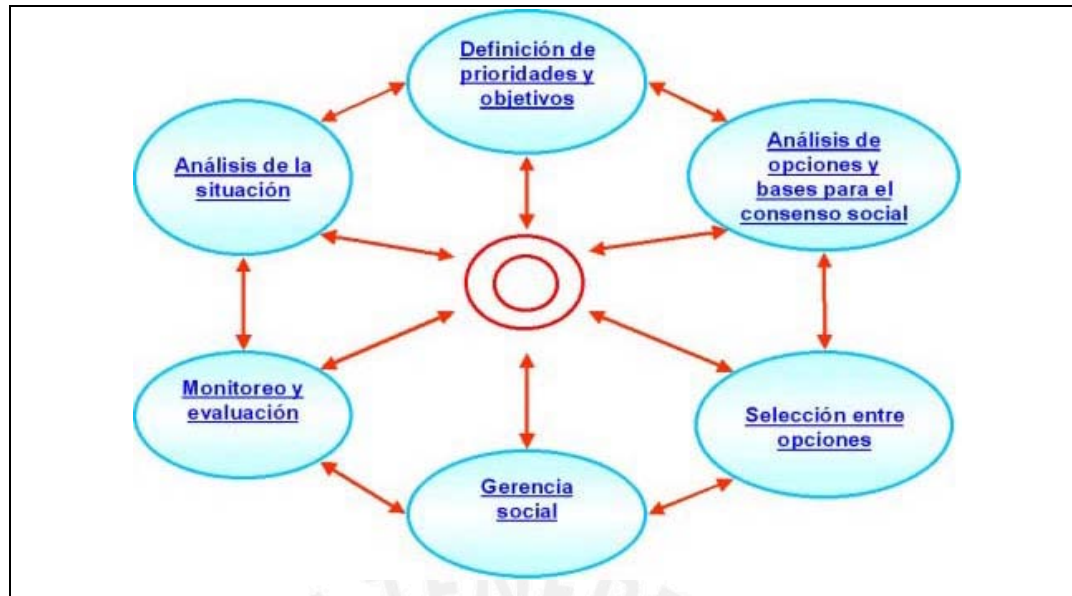 Definición de
prioridades y
objetivos
Análisis de la
situación
Análisis de
opciones y
bases para el
consenso social
Monitoreo y
evaluación
Selección entre
opciones
Gerencia
social